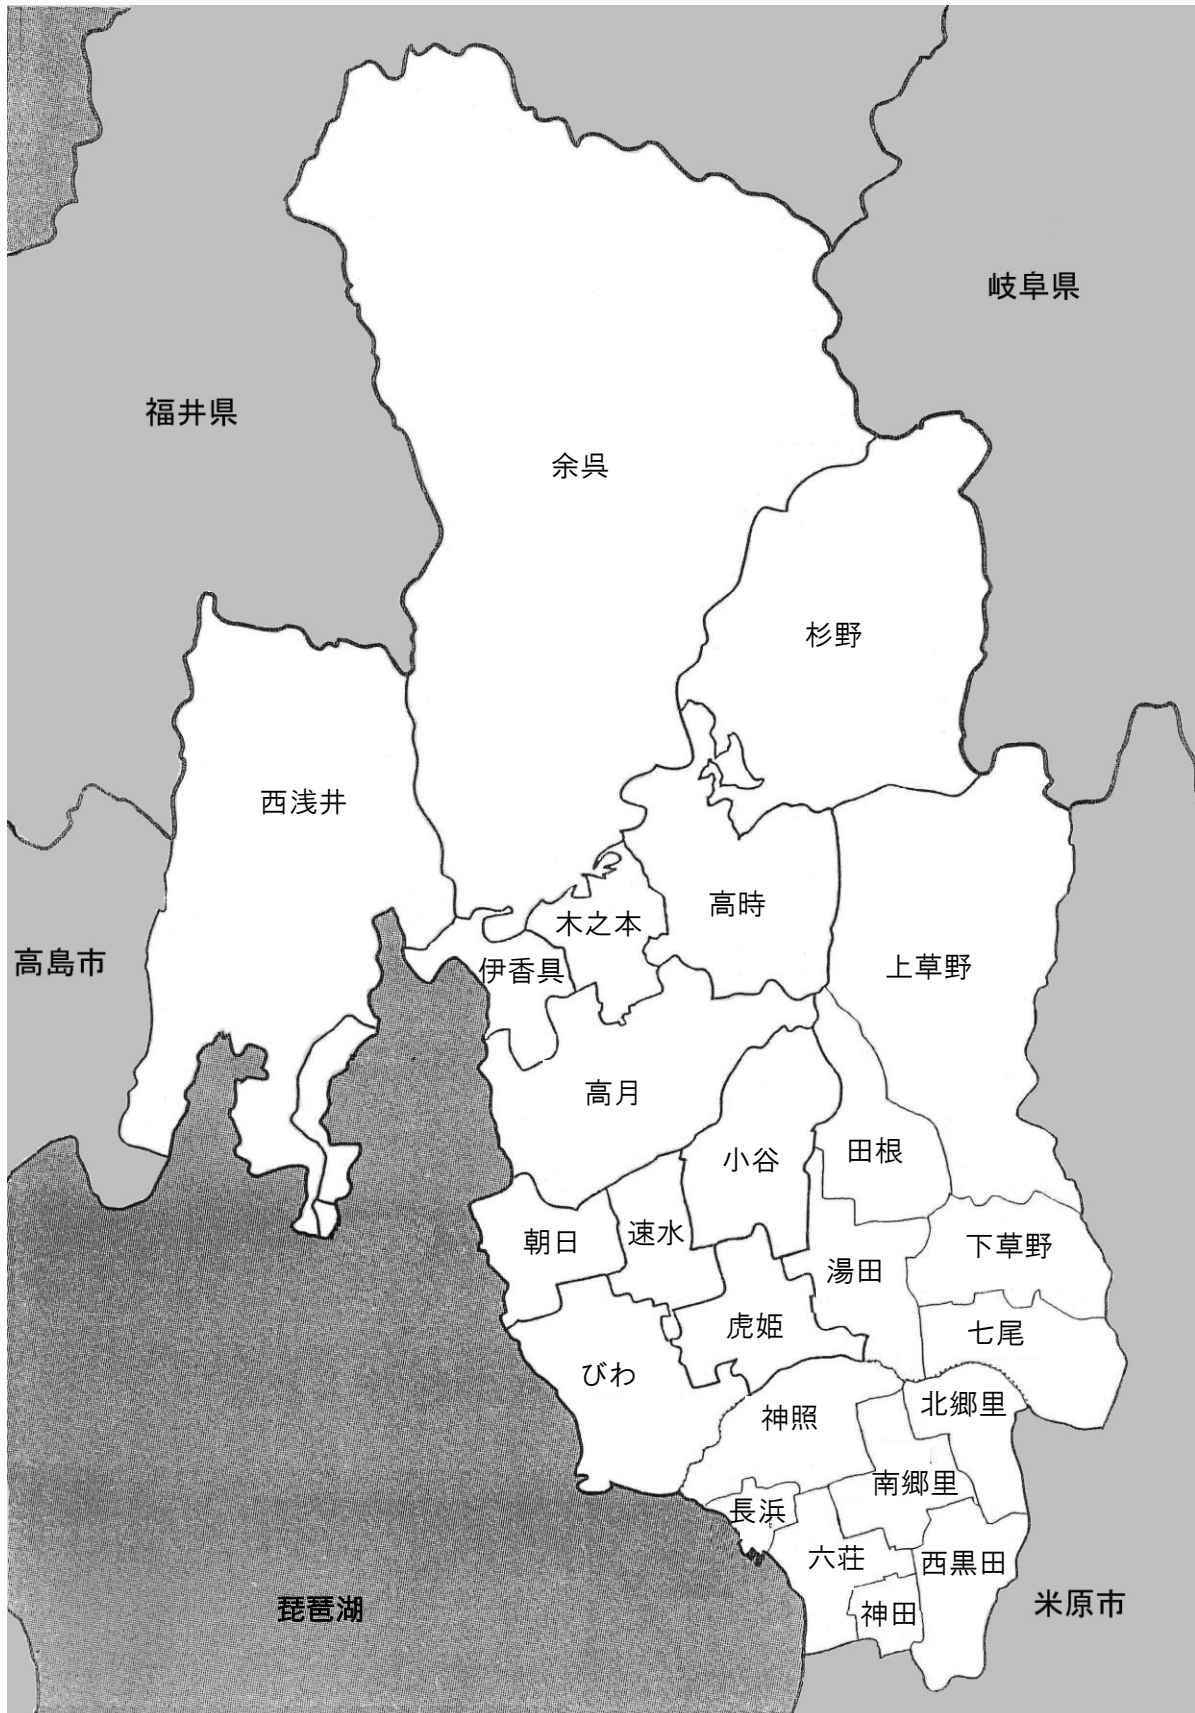 岐阜県
福井県
余呉
杉野
西浅井
高時
木之本
高島市
上草野
伊香具
高月
田根
小谷
速水
朝日
下草野
湯田
虎姫
七尾
びわ
北郷里
神照
南郷里
長浜
六荘
西黒田
米原市
琵琶湖
神田